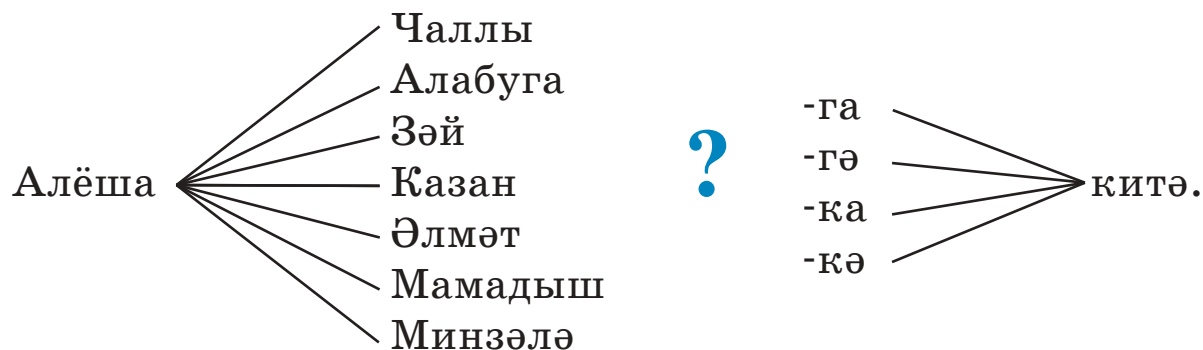 Чаллы
Алабуга
Зәй
Алёша Казан ? китә.
Әлмәт
Мамадыш
Минзәлә
-га
-гә
-ка
-кә